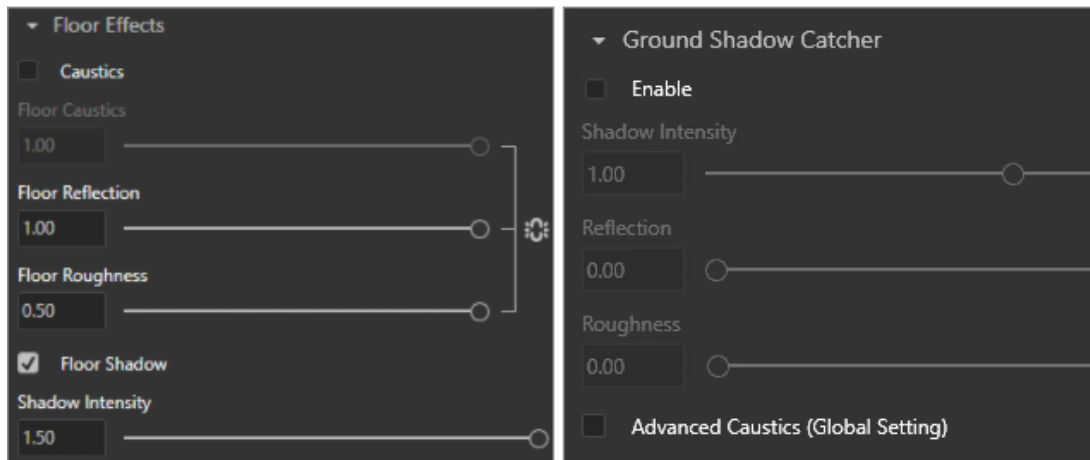 Floor Effects
Caustics
Floor Caustics
1.00
Floor Reflection
1.00
Floor Roughness
0.50
Floor Shadow
Shadow Intensity
1.50
Ground Shadow Catcher
Enable
Shadow Intensity
1.00
Reflection
0.00
Roughness
0.00
Advanced Caustics (Global Setting)